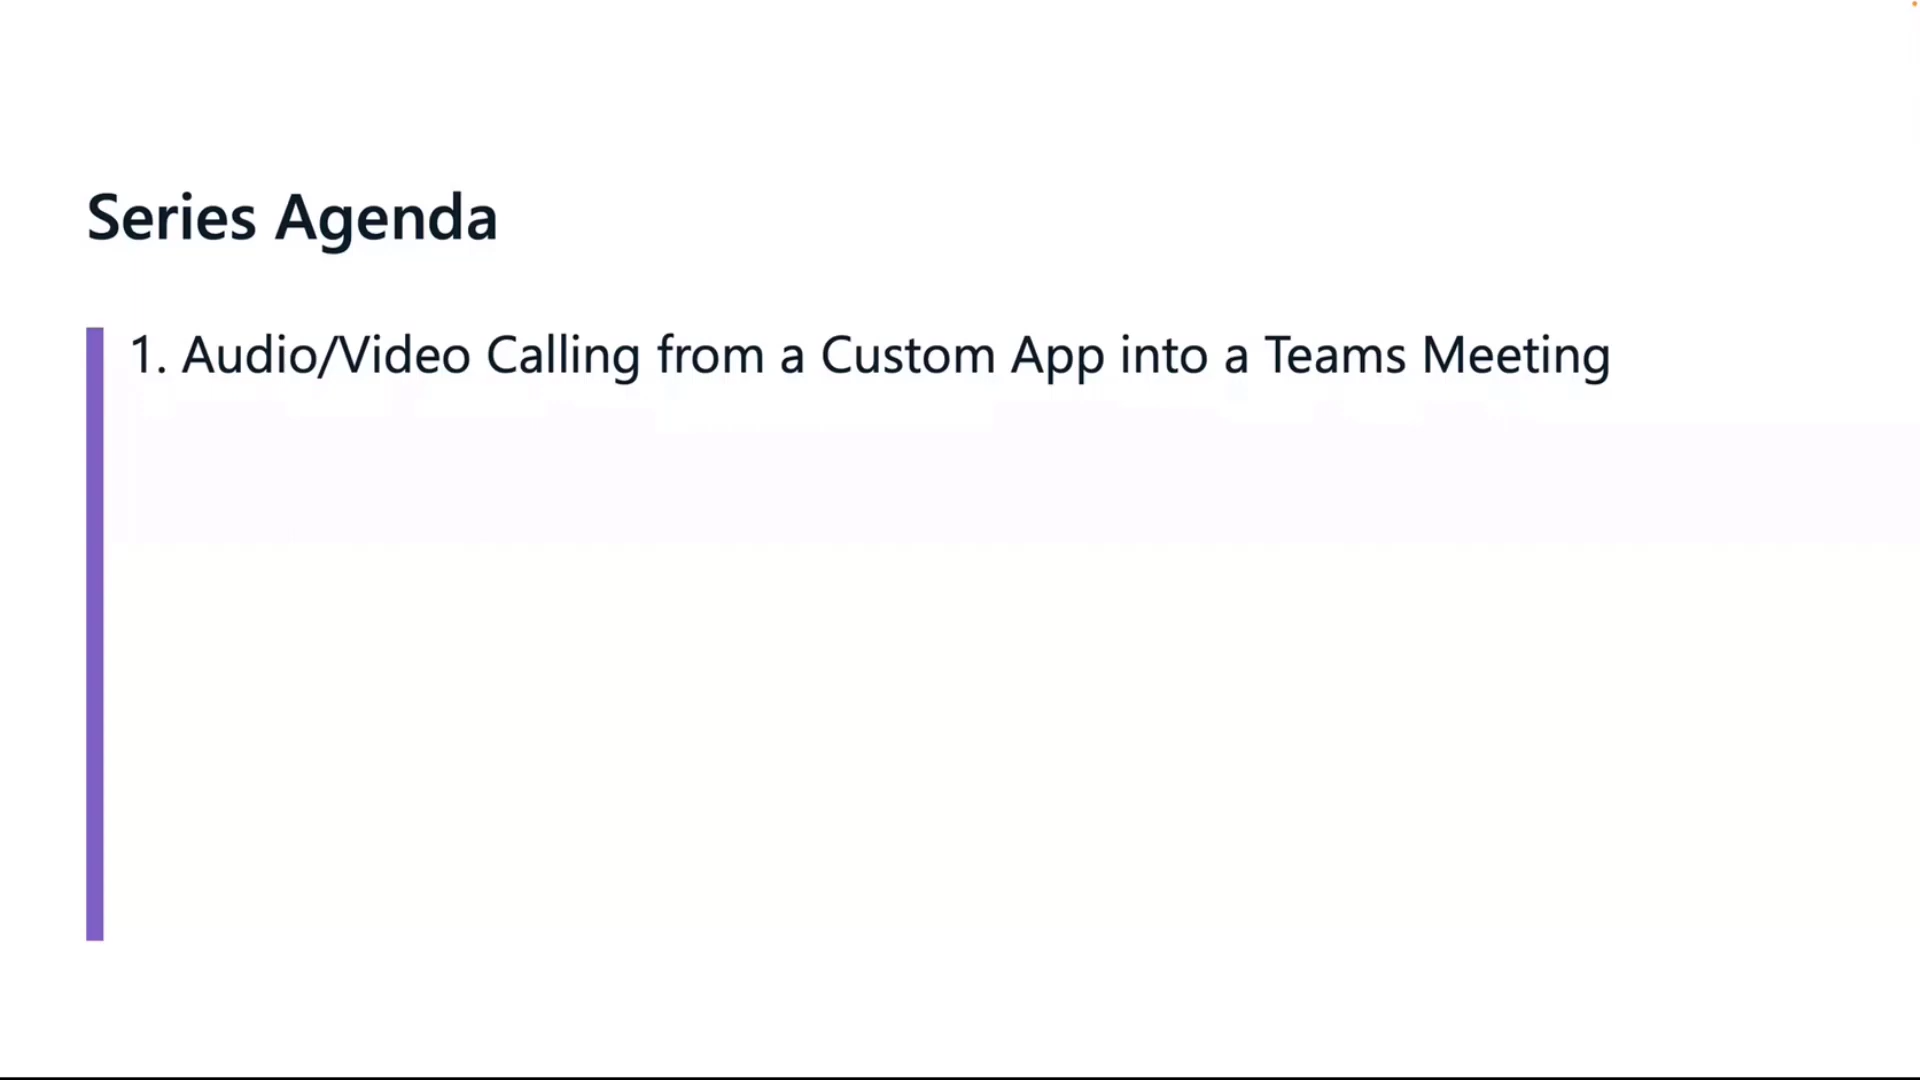 Series Agenda
1. Audio/Video Calling from a Custom App into a Teams Meeting